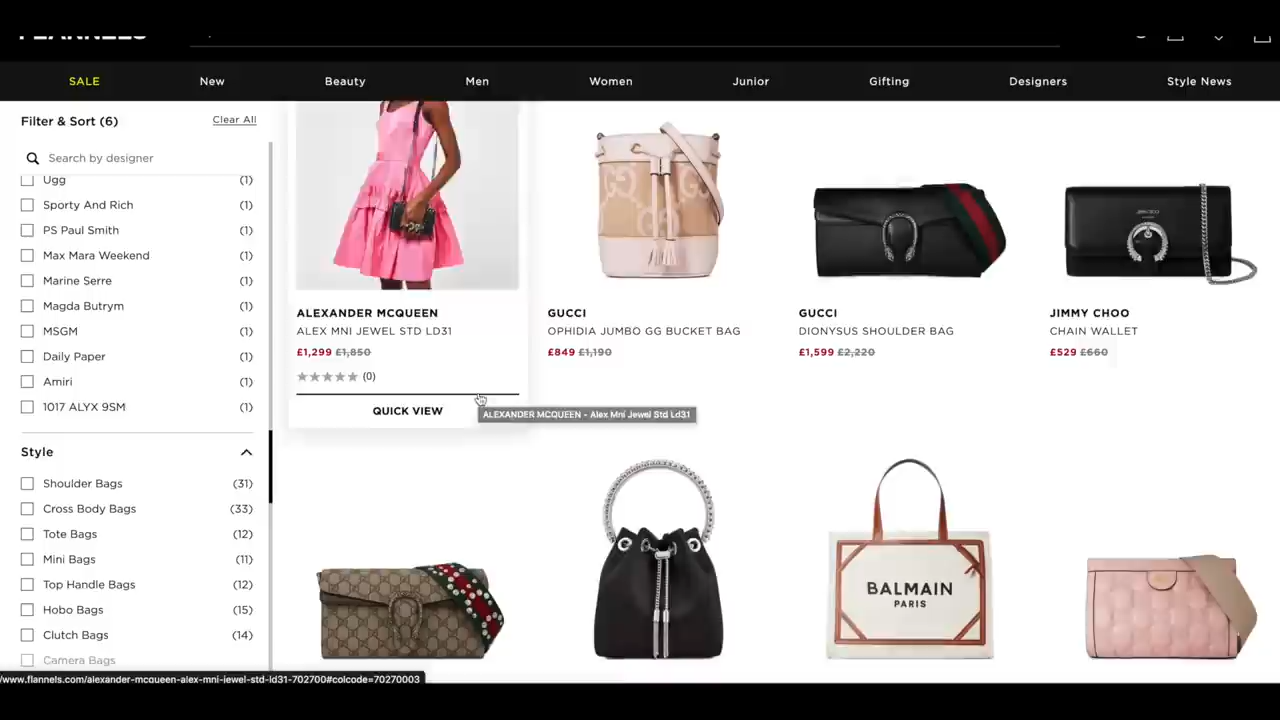 FLANNELS
SALE
New
Beauty
Men
Women
Junior
Gifting
Designers
Style News
Filter & Sort (6)
Clear All
Search by designer
Ugg (1)
Sporty And Rich (1)
PS Paul Smith (1)
Max Mara Weekend (1)
Marine Serre (1)
Magda Butrym (1)
MSGM (1)
Daily Paper (1)
Amiri (1)
1017 ALYX 9SM (1)
Style
Shoulder Bags (31)
Cross Body Bags (33)
Tote Bags (12)
Mini Bags (11)
Top Handle Bags (12)
Hobo Bags (15)
Clutch Bags (14)
Camera Bags
ALEXANDER MCQUEEN
ALEX MNI JEWEL STD LD31
£1,299 £1,850
(0)
QUICK VIEW
ALEXANDER MCQUEEN - Alex Mni Jewel Std Ld31
GUCCI
OPHIDIA JUMBO GG BUCKET BAG
£849 £1,190
GUCCI
DIONYSUS SHOULDER BAG
£1,599 £2,220
JIMMY CHOO
JIMMY CHOO
CHAIN WALLET
£529 £660
BALMAIN
PARIS
/www.flannels.com/alexander-mcqueen-alex-mni-jewel-std-ld31-702700#colcode=70270003